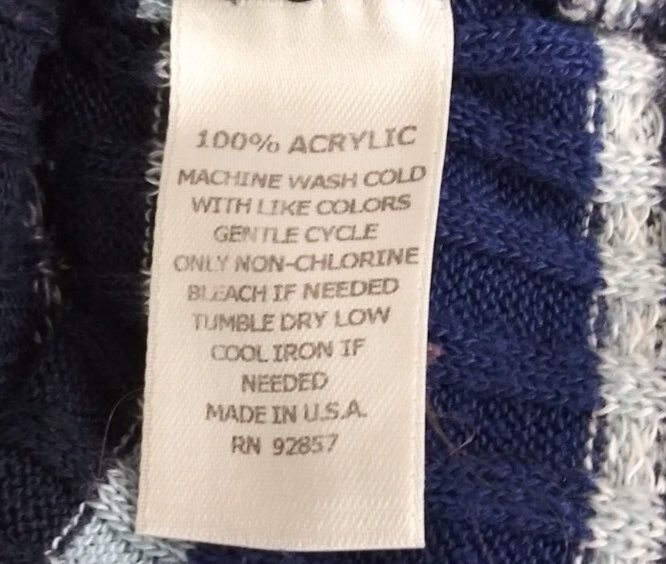 100% ACRYLIC
MACHINE WASH COLD
WITH LIKE COLORS
GENTLE CYCLE
ONLY NON-CHLORINE
BLEACH IF NEEDED
TUMBLE DRY LOW
COOL IRON IF
NEEDED
MADE IN U.S.A.
RN 92857